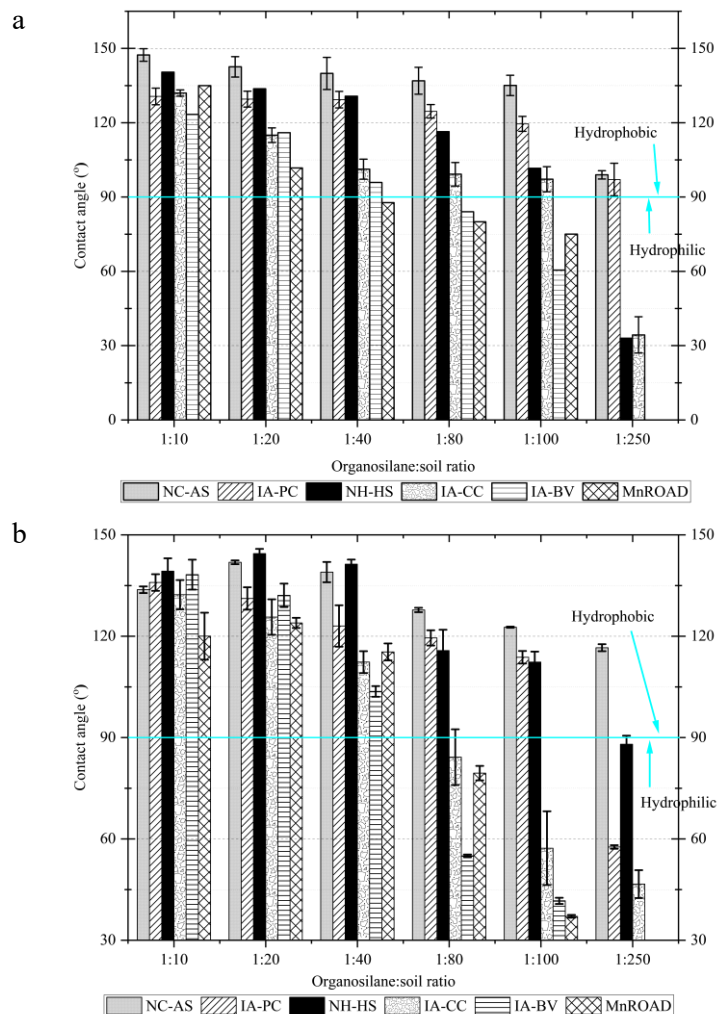 a
150
120
90
60
30
0
Contact angle (°)
150
120
90
60
30
0
Hydrophobic
Hydrophilic
1:10 1:20 1:40 1:80 1:100 1:250
Organosilane:soil ratio
NC-AS IA-PC NH-HS IA-CC IA-BV MnROAD
b
150
120
90
60
30
Contact angle (°)
150
120
90
60
30
Hydrophobic
Hydrophilic
1:10 1:20 1:40 1:80 1:100 1:250
Organosilane:soil ratio
NC-AS IA-PC NH-HS IA-CC IA-BV MnROAD